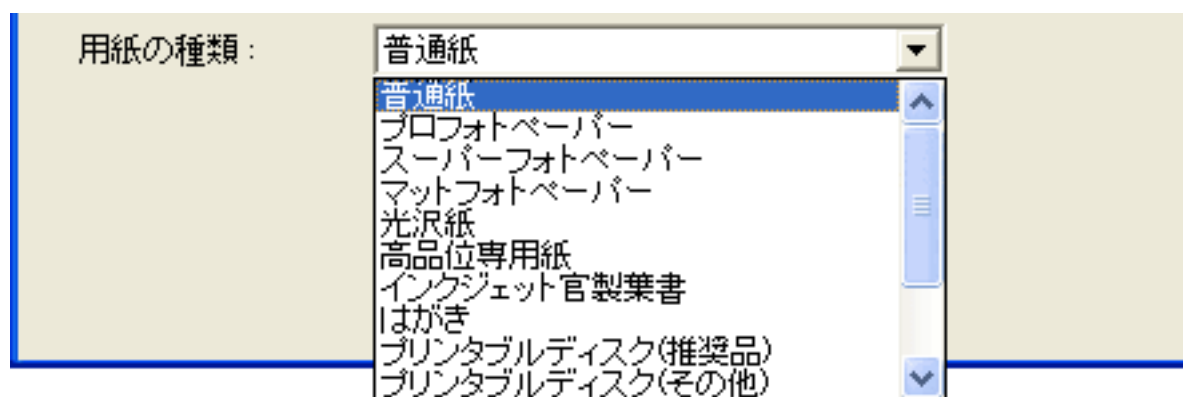 用紙の種類： 普通紙
普通紙
プロフォトペーパー
スーパーフォトペーパー
マットフォトペーパー
光沢紙
高品位専用紙
インクジェット官製葉書
はがき
プリンタブルディスク(推奨品)
プリンタブルディスク(その他)